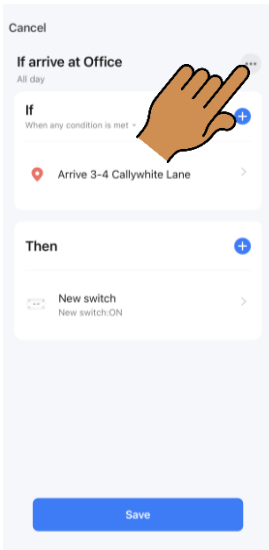 Cancel
If arrive at Office
All day
If
When any condition is met
Arrive 3-4 Callywhite Lane
Then
New switch
New switch:ON
Save